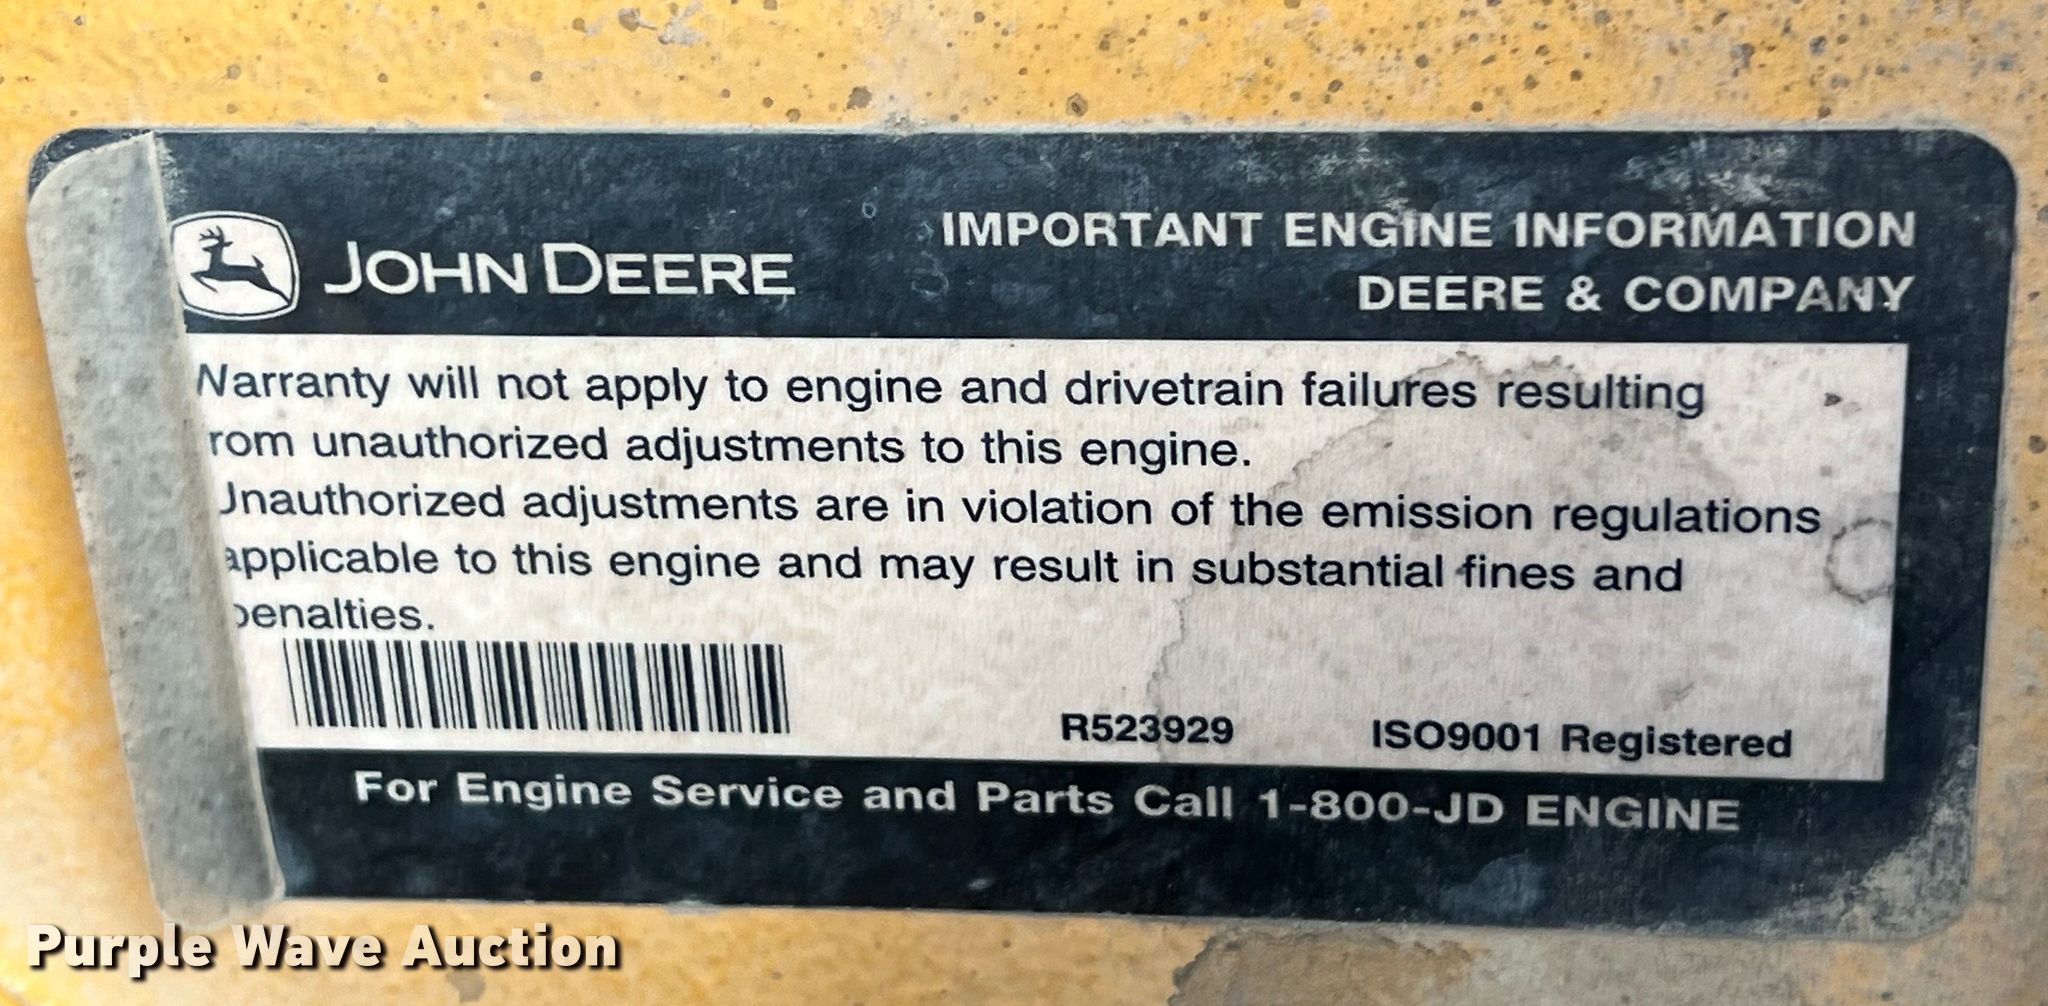 JOHN DEERE
IMPORTANT ENGINE INFORMATION
DEERE & COMPANY
Warranty will not apply to engine and drivetrain failures resulting
rom unauthorized adjustments to this engine.
Unauthorized adjustments are in violation of the emission regulations
applicable to this engine and may result in substantial fines and
penalties.
R523929 ISO9001 Registered
For Engine Service and Parts Call 1-800-JD ENGINE
Purple Wave Auction